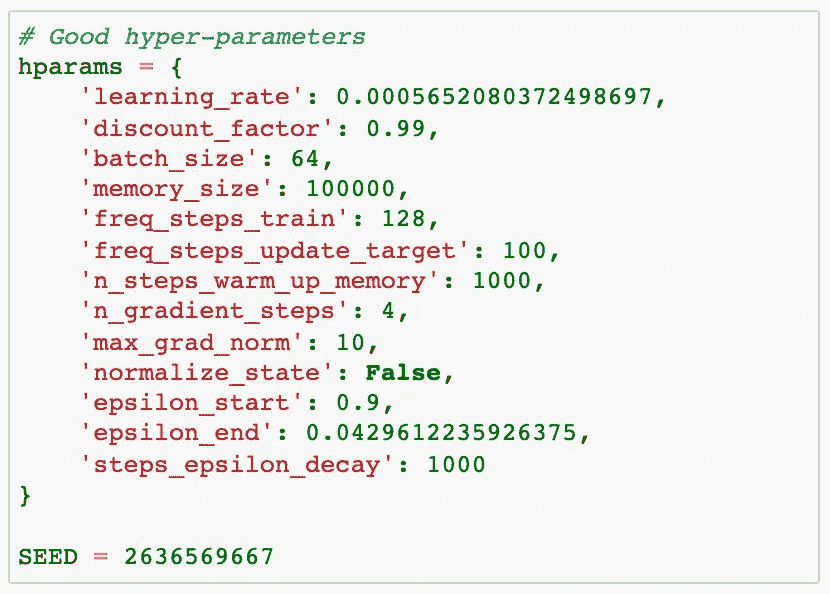 # Good hyper-parameters
hparams = {
    'learning_rate': 0.0005652080372498697,
    'discount_factor': 0.99,
    'batch_size': 64,
    'memory_size': 100000,
    'freq_steps_train': 128,
    'freq_steps_update_target': 100,
    'n_steps_warm_up_memory': 1000,
    'n_gradient_steps': 4,
    'max_grad_norm': 10,
    'normalize_state': False,
    'epsilon_start': 0.9,
    'epsilon_end': 0.0429612235926375,
    'steps_epsilon_decay': 1000
}
SEED = 2636569667